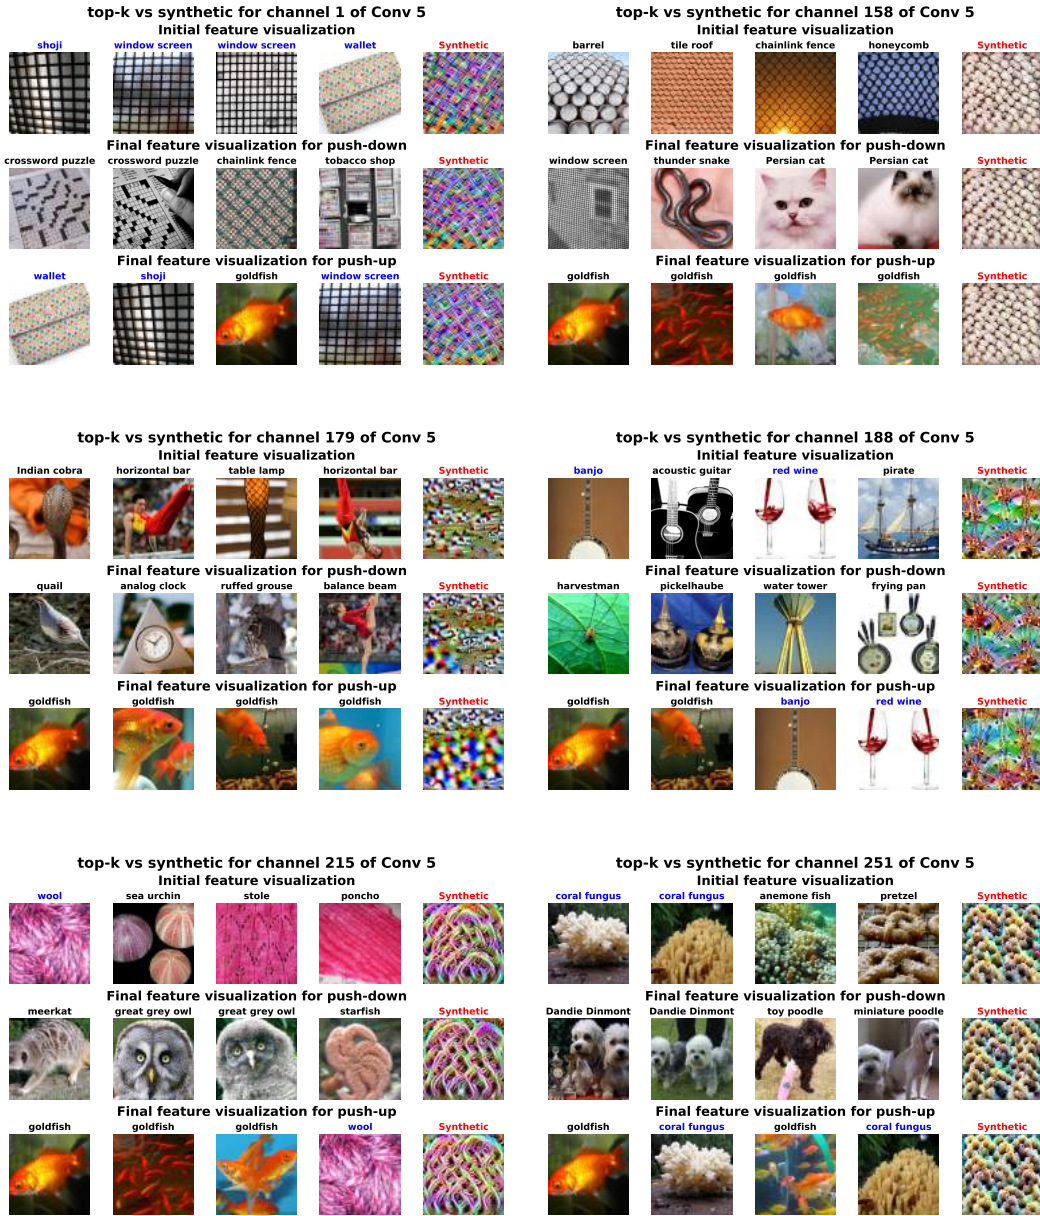 top-k vs synthetic for channel 1 of Conv 5
Initial feature visualization
shoji window screen window screen wallet Synthetic
Final feature visualization for push-down
crossword puzzle crossword puzzle chainlink fence tobacco shop Synthetic
Final feature visualization for push-up
wallet shoji goldfish window screen Synthetic
top-k vs synthetic for channel 158 of Conv 5
Initial feature visualization
barrel tile roof chainlink fence honeycomb Synthetic
Final feature visualization for push-down
window screen thunder snake Persian cat Persian cat Synthetic
Final feature visualization for push-up
goldfish goldfish goldfish goldfish Synthetic
top-k vs synthetic for channel 179 of Conv 5
Initial feature visualization
Indian cobra horizontal bar table lamp horizontal bar Synthetic
Final feature visualization for push-down
quail analog clock ruffed grouse balance beam Synthetic
Final feature visualization for push-up
goldfish goldfish goldfish goldfish Synthetic
top-k vs synthetic for channel 188 of Conv 5
Initial feature visualization
banjo acoustic guitar red wine pirate Synthetic
Final feature visualization for push-down
harvestman pickelhaube water tower frying pan Synthetic
Final feature visualization for push-up
goldfish goldfish banjo red wine Synthetic
top-k vs synthetic for channel 215 of Conv 5
Initial feature visualization
wool sea urchin stole poncho Synthetic
Final feature visualization for push-down
meerkat great grey owl great grey owl starfish Synthetic
Final feature visualization for push-up
goldfish goldfish goldfish wool Synthetic
top-k vs synthetic for channel 251 of Conv 5
Initial feature visualization
coral fungus coral fungus anemone fish pretzel Synthetic
Final feature visualization for push-down
Dandie Dinmont Dandie Dinmont toy poodle miniature poodle Synthetic
Final feature visualization for push-up
goldfish coral fungus goldfish coral fungus Synthetic